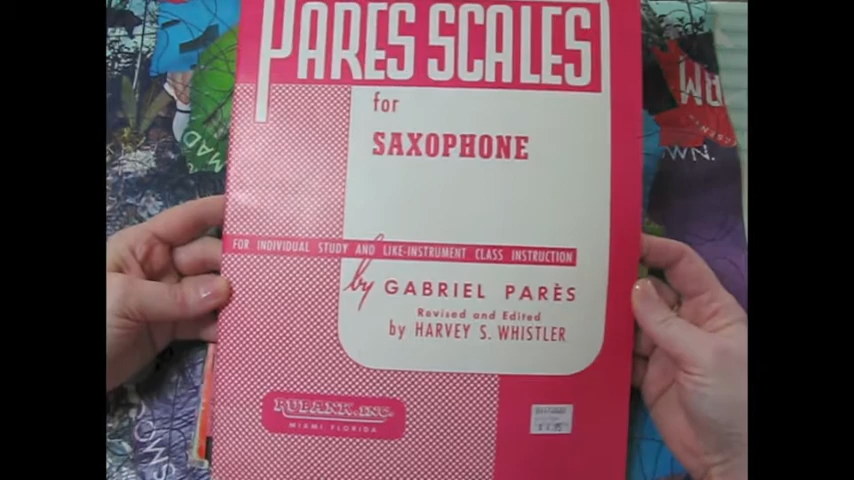 PARES SCALES
for
SAXOPHONE
FOR INDIVIDUAL STUDY AND LIKE-INSTRUMENT CLASS INSTRUCTION
by GABRIEL PARÈS
Revised and Edited
by HARVEY S. WHISTLER
RUBANK, INC.
MIAMI, FLORIDA